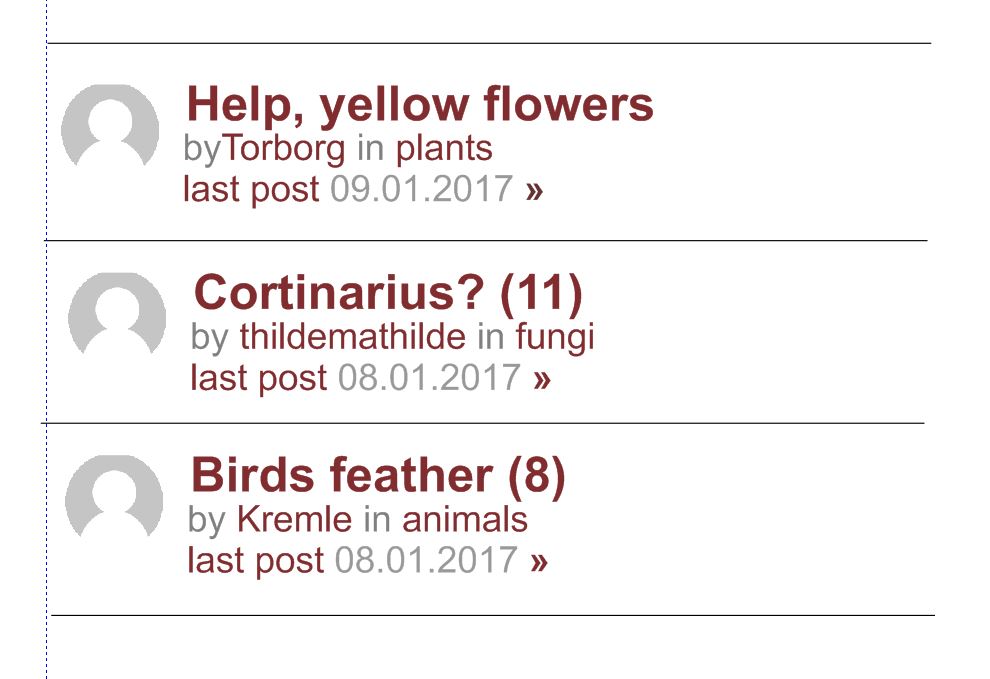 Help, yellow flowers
byTorborg in plants
last post 09.01.2017 »
Cortinarius? (11)
by thildemathilde in fungi
last post 08.01.2017 »
Birds feather (8)
by Kremle in animals
last post 08.01.2017 »